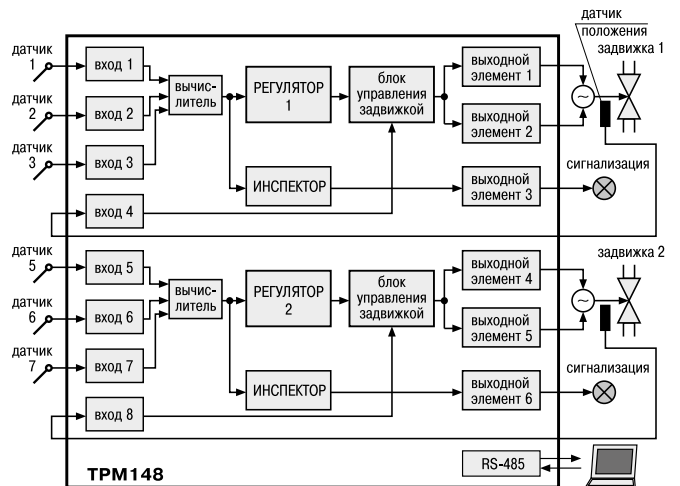 датчик
положения
задвижка 1
датчик
1
вход 1
вычис-
литель
РЕГУЛЯТОР
1
блок
управления
задвижкой
выходной
элемент 1
датчик
2
вход 2
выходной
элемент 2
датчик
3
вход 3
ИНСПЕКТОР
выходной
элемент 3
сигнализация
вход 4
датчик
5
вход 5
вычис-
литель
РЕГУЛЯТОР
2
блок
управления
задвижкой
выходной
элемент 4
задвижка 2
датчик
6
вход 6
выходной
элемент 5
датчик
7
вход 7
ИНСПЕКТОР
выходной
элемент 6
сигнализация
вход 8
ТРМ148
RS-485